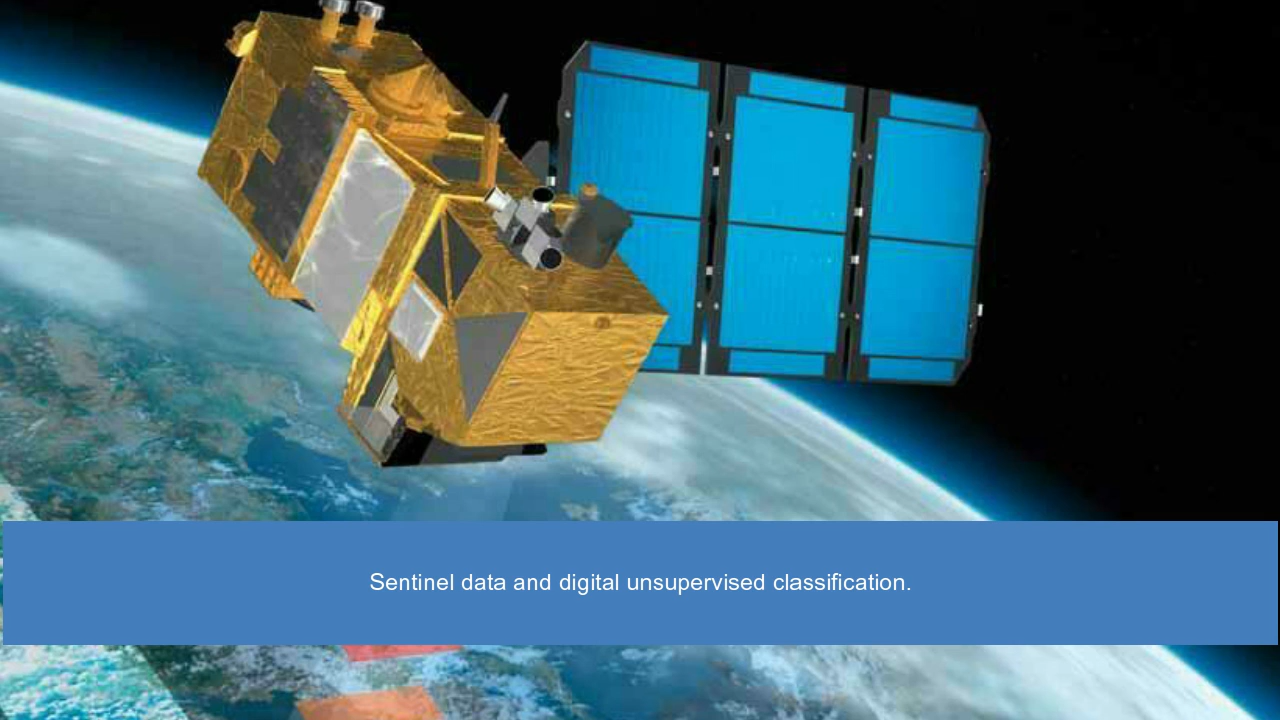 Sentinel data and digital unsupervised classification.